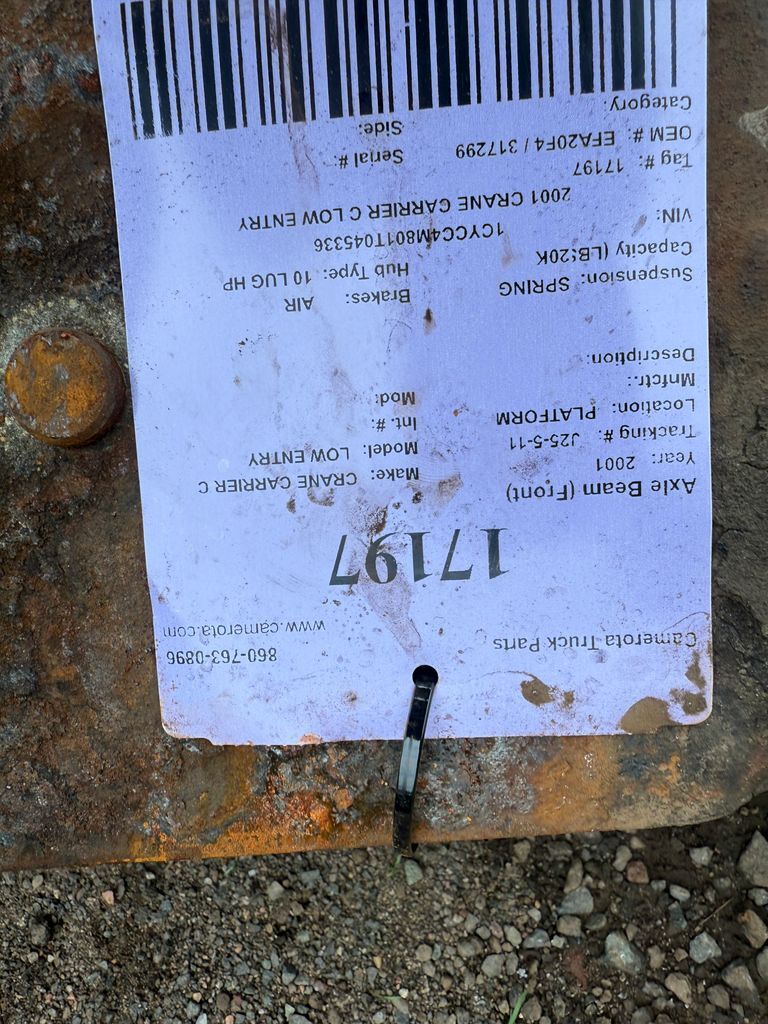 Camerota Truck Parts 860-763-0896
www.camerota.com
17197
Axle Beam (Front)
Year: 2001 Make: CRANE CARRIER C
Tracking #: J25-5-11 Model: LOW ENTRY
Location: PLATFORM Int. #:
Mnfctr.: Mod:
Description:
Suspension: SPRING Brakes: AIR
Capacity (LBS: 20K Hub Type: 10 LUG HP
VIN: 1CYCC4M801T045336
2001 CRANE CARRIER C LOW ENTRY
Tag #: 17197
OEM #: EFA20F4 / 317299 Serial #
Category: Side: